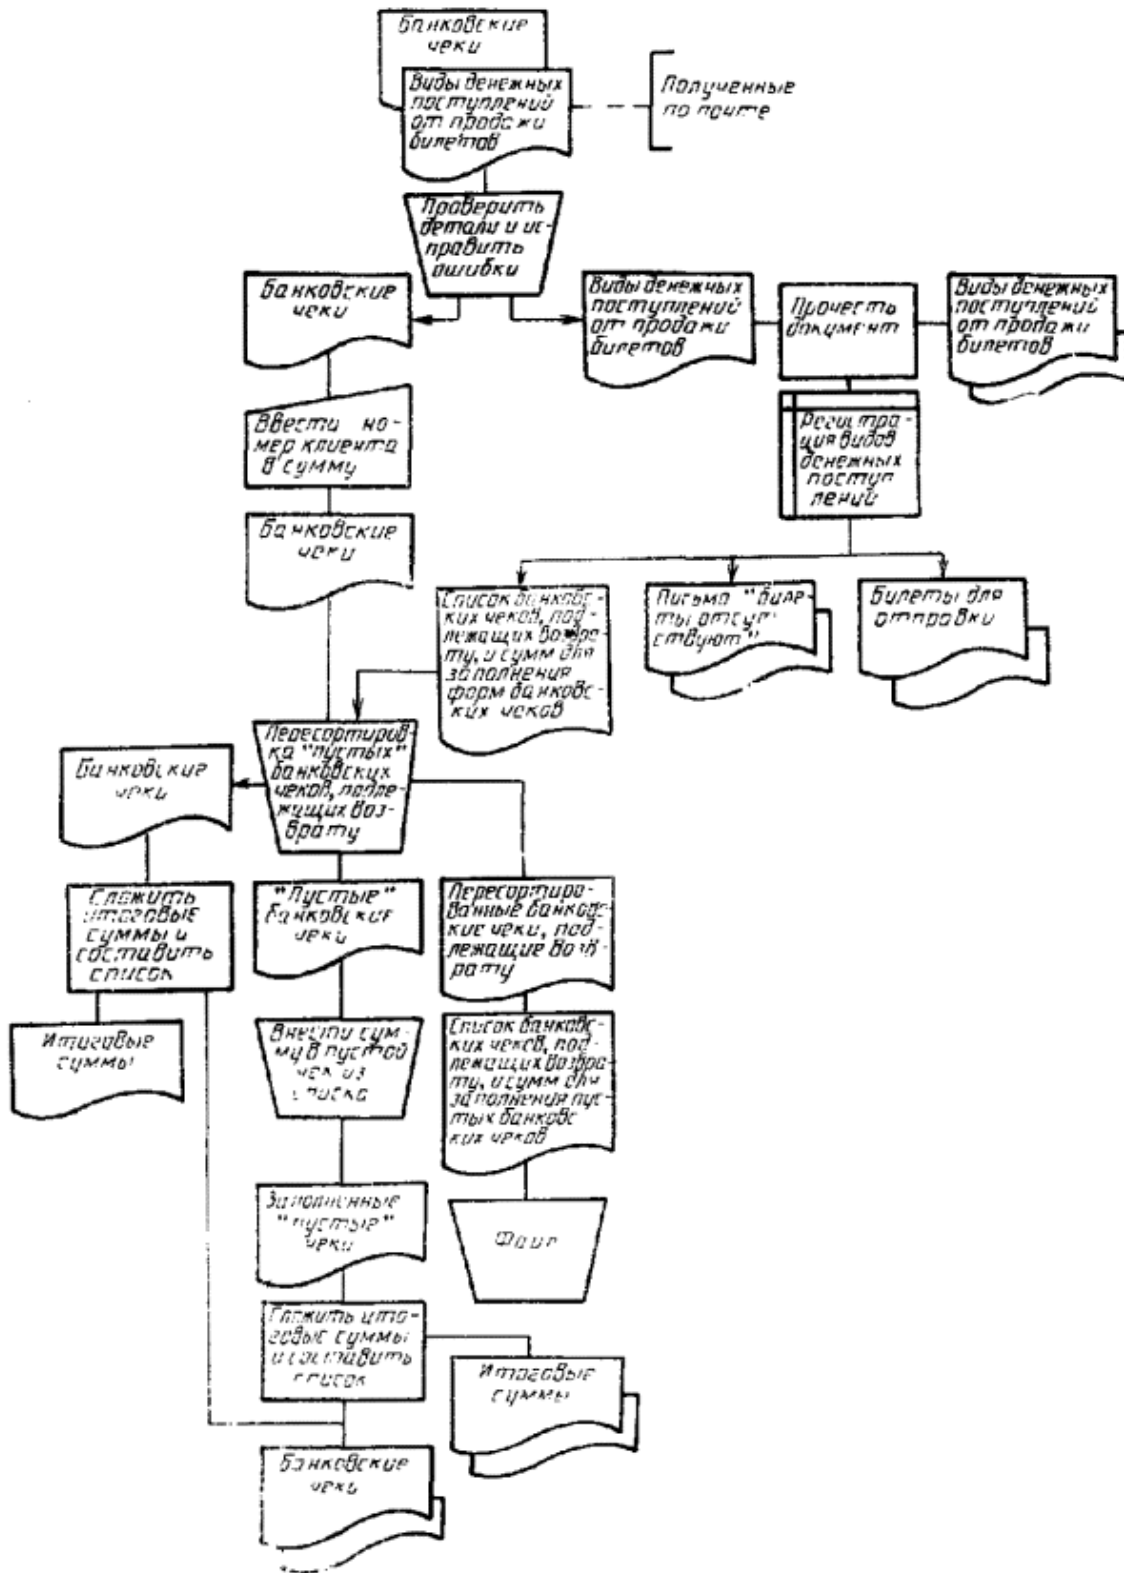 Банковские
чеки
Виды денежных
поступлений
от продажи
билетов
Полученные
по почте
Проверить
детали и ис-
править
ошибки
Банковские
чеки
Виды денежных
поступлений
от продажи
билетов
Прочесть
документ
Виды денежных
поступлений
от продажи
билетов
Ввести но-
мер клиента
в сумму
Регистра-
ция видов
денежных
поступ-
лений
Банковские
чеки
Список банковс-
ких чеков, под-
лежащих возвра-
ту, и сумм для
заполнения
форм банковс-
ких чеков
Письмо "биле-
ты отсут-
ствуют"
Билеты для
отправки
Пересортиров-
ка "пустых"
банковских
чеков, подле-
жащих воз-
врату
Банковские
чеки
Сложить
итоговые
суммы и
составить
список
"Пустые"
банковские
чеки
Пересортиро-
ванные банковс-
кие чеки, под-
лежащие возв-
рату
Итоговые
суммы
Внести сум-
му в пустой
чек из
списка
Список банковс-
ких чеков, под-
лежащих возвра-
ту, и сумм для
заполнения пус-
тых банковс-
ких чеков
Заполненные
"пустые"
чеки
Файл
Сложить ито-
говые суммы
и составить
список
Итоговые
суммы
Банковские
чеки